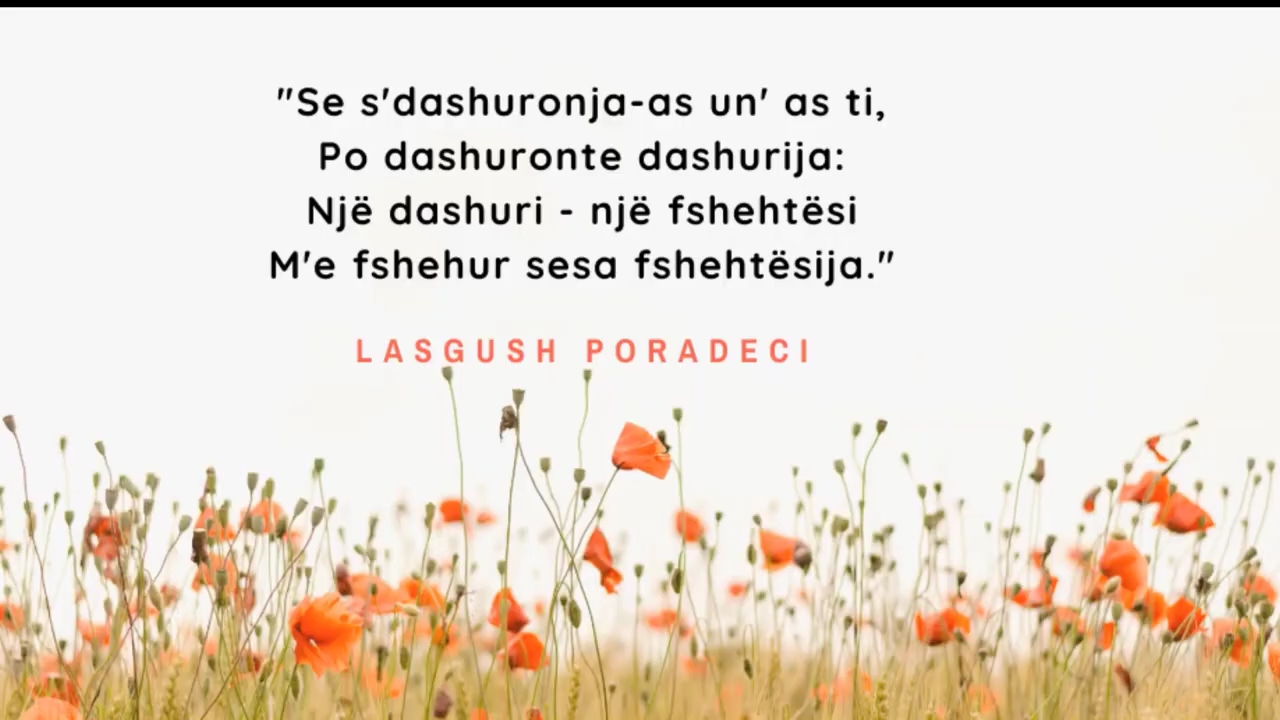 "Se s'dashuronja-as un' as ti,
Po dashuronte dashurija:
Një dashuri - një fshehtësi
M'e fshehur sesa fshehtësija."
LASGUSH PORADECI